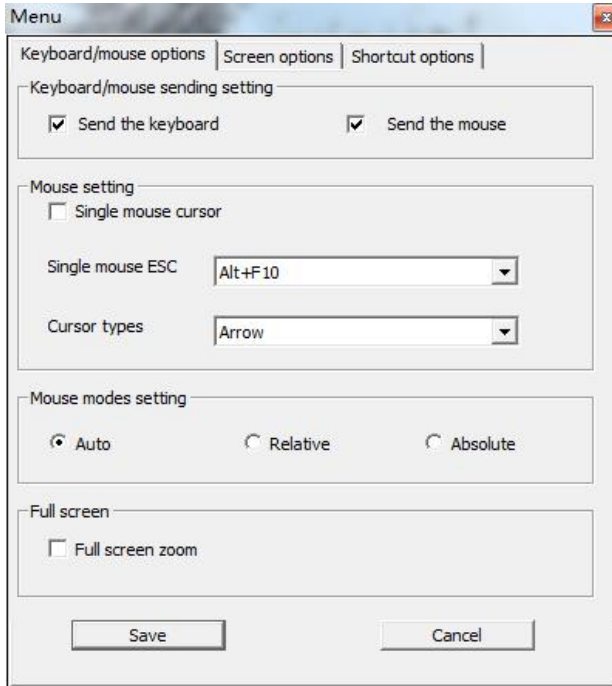 Menu
Keyboard/mouse options Screen options Shortcut options
Keyboard/mouse sending setting
Send the keyboard Send the mouse
Mouse setting
Single mouse cursor
Single mouse ESC Alt+F10
Cursor types Arrow
Mouse modes setting
Auto Relative Absolute
Full screen
Full screen zoom
Save Cancel